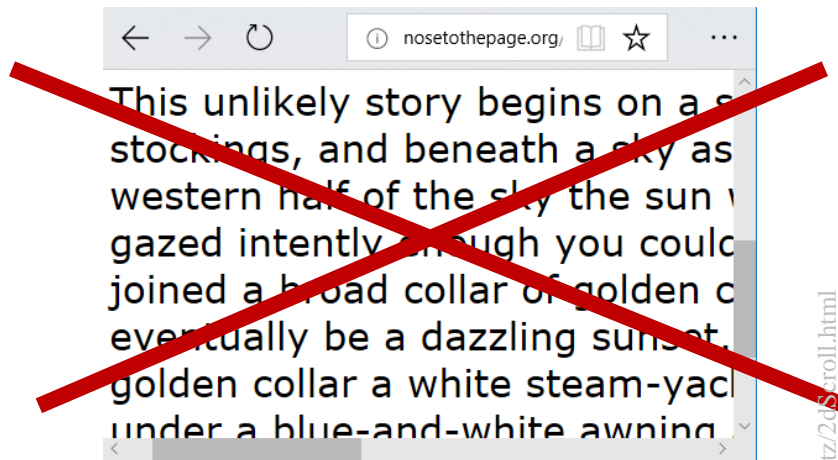 nosetothepage.org/
This unlikely story begins on a s
stockings, and beneath a sky as
western half of the sky the sun
gazed intently enough you could
joined a broad collar of golden c
eventually be a dazzling sunset.
golden collar a white steam-yac
under a blue-and-white awning
tz/2dScroll.html